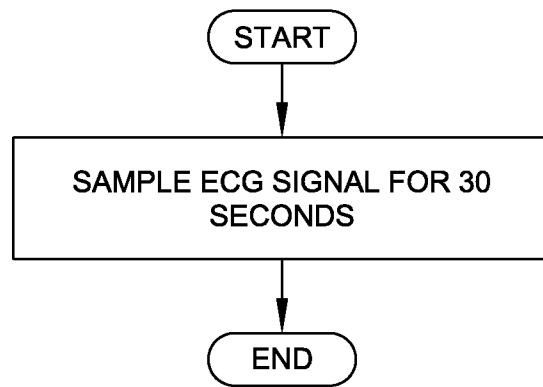 START
SAMPLE ECG SIGNAL FOR 30
SECONDS
END